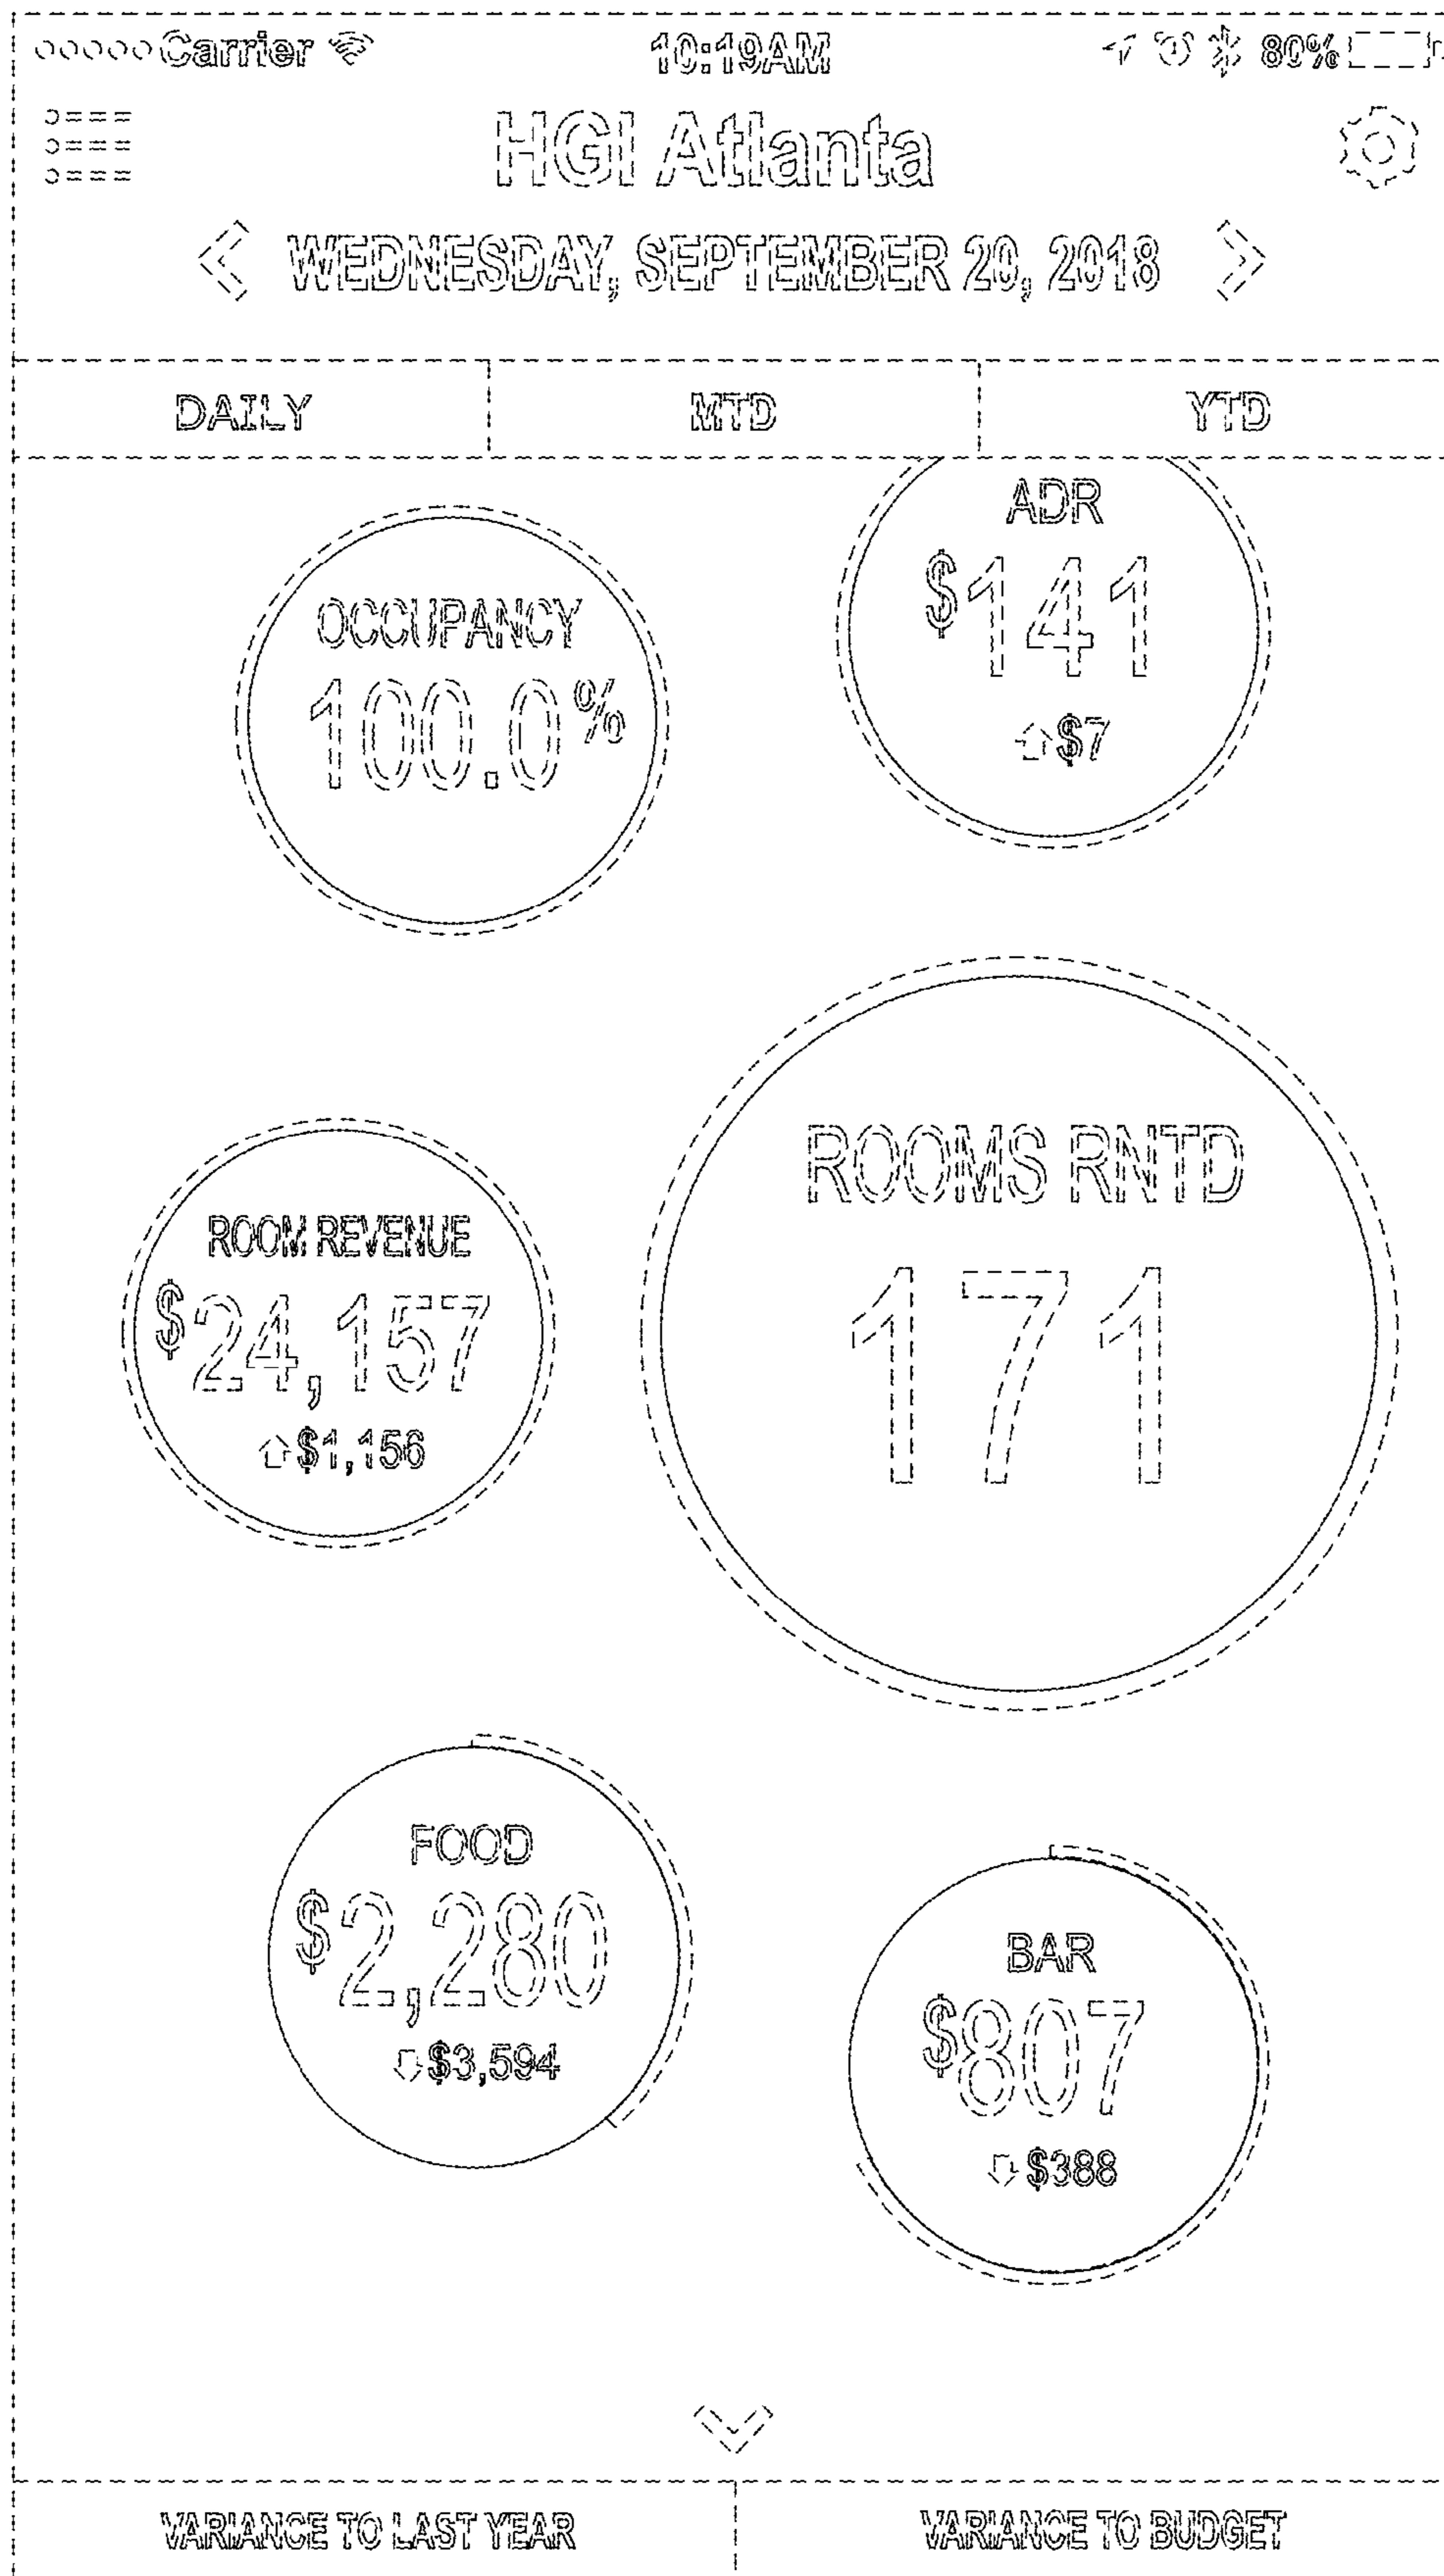 Carrier 10:19AM 80%
HGI Atlanta
WEDNESDAY, SEPTEMBER 20, 2018
DAILY MTD YTD
OCCUPANCY
100.0%
ADR
$141
$7
ROOM REVENUE
$24,157
$1,156
ROOMS RNTD
171
FOOD
$2,280
$3,594
BAR
$807
$388
VARIANCE TO LAST YEAR VARIANCE TO BUDGET